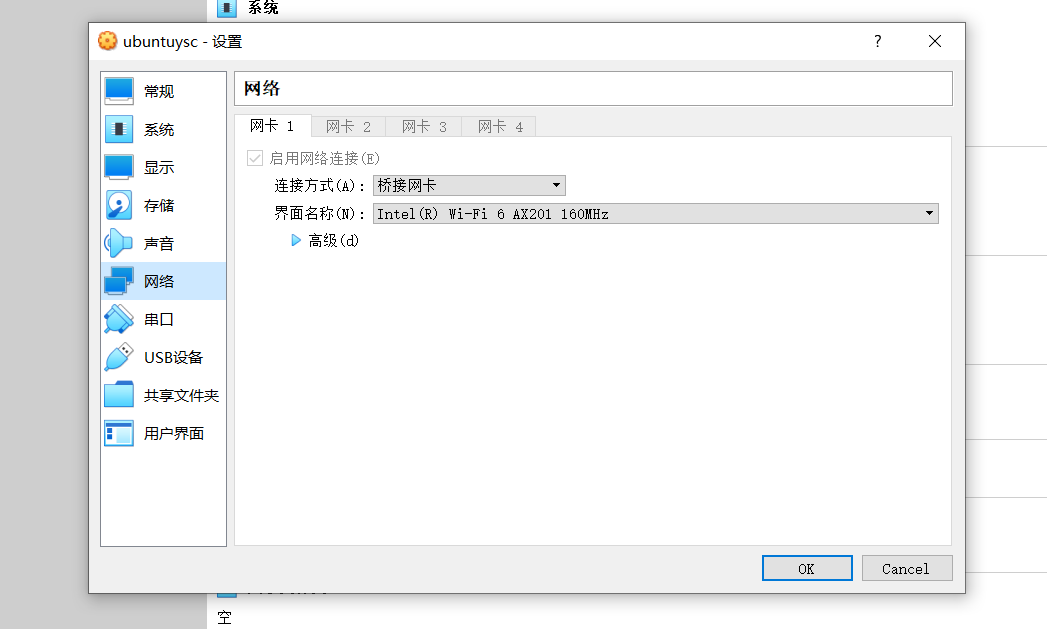 系统
ubuntuysc - 设置
?
常规
系统
显示
存储
声音
网络
串口
USB设备
共享文件夹
用户界面
网络
网卡 1 网卡 2 网卡 3 网卡 4
启用网络连接(E)
连接方式(A): 桥接网卡
界面名称(N): Intel(R) Wi-Fi 6 AX201 160MHz
高级(d)
OK Cancel
空